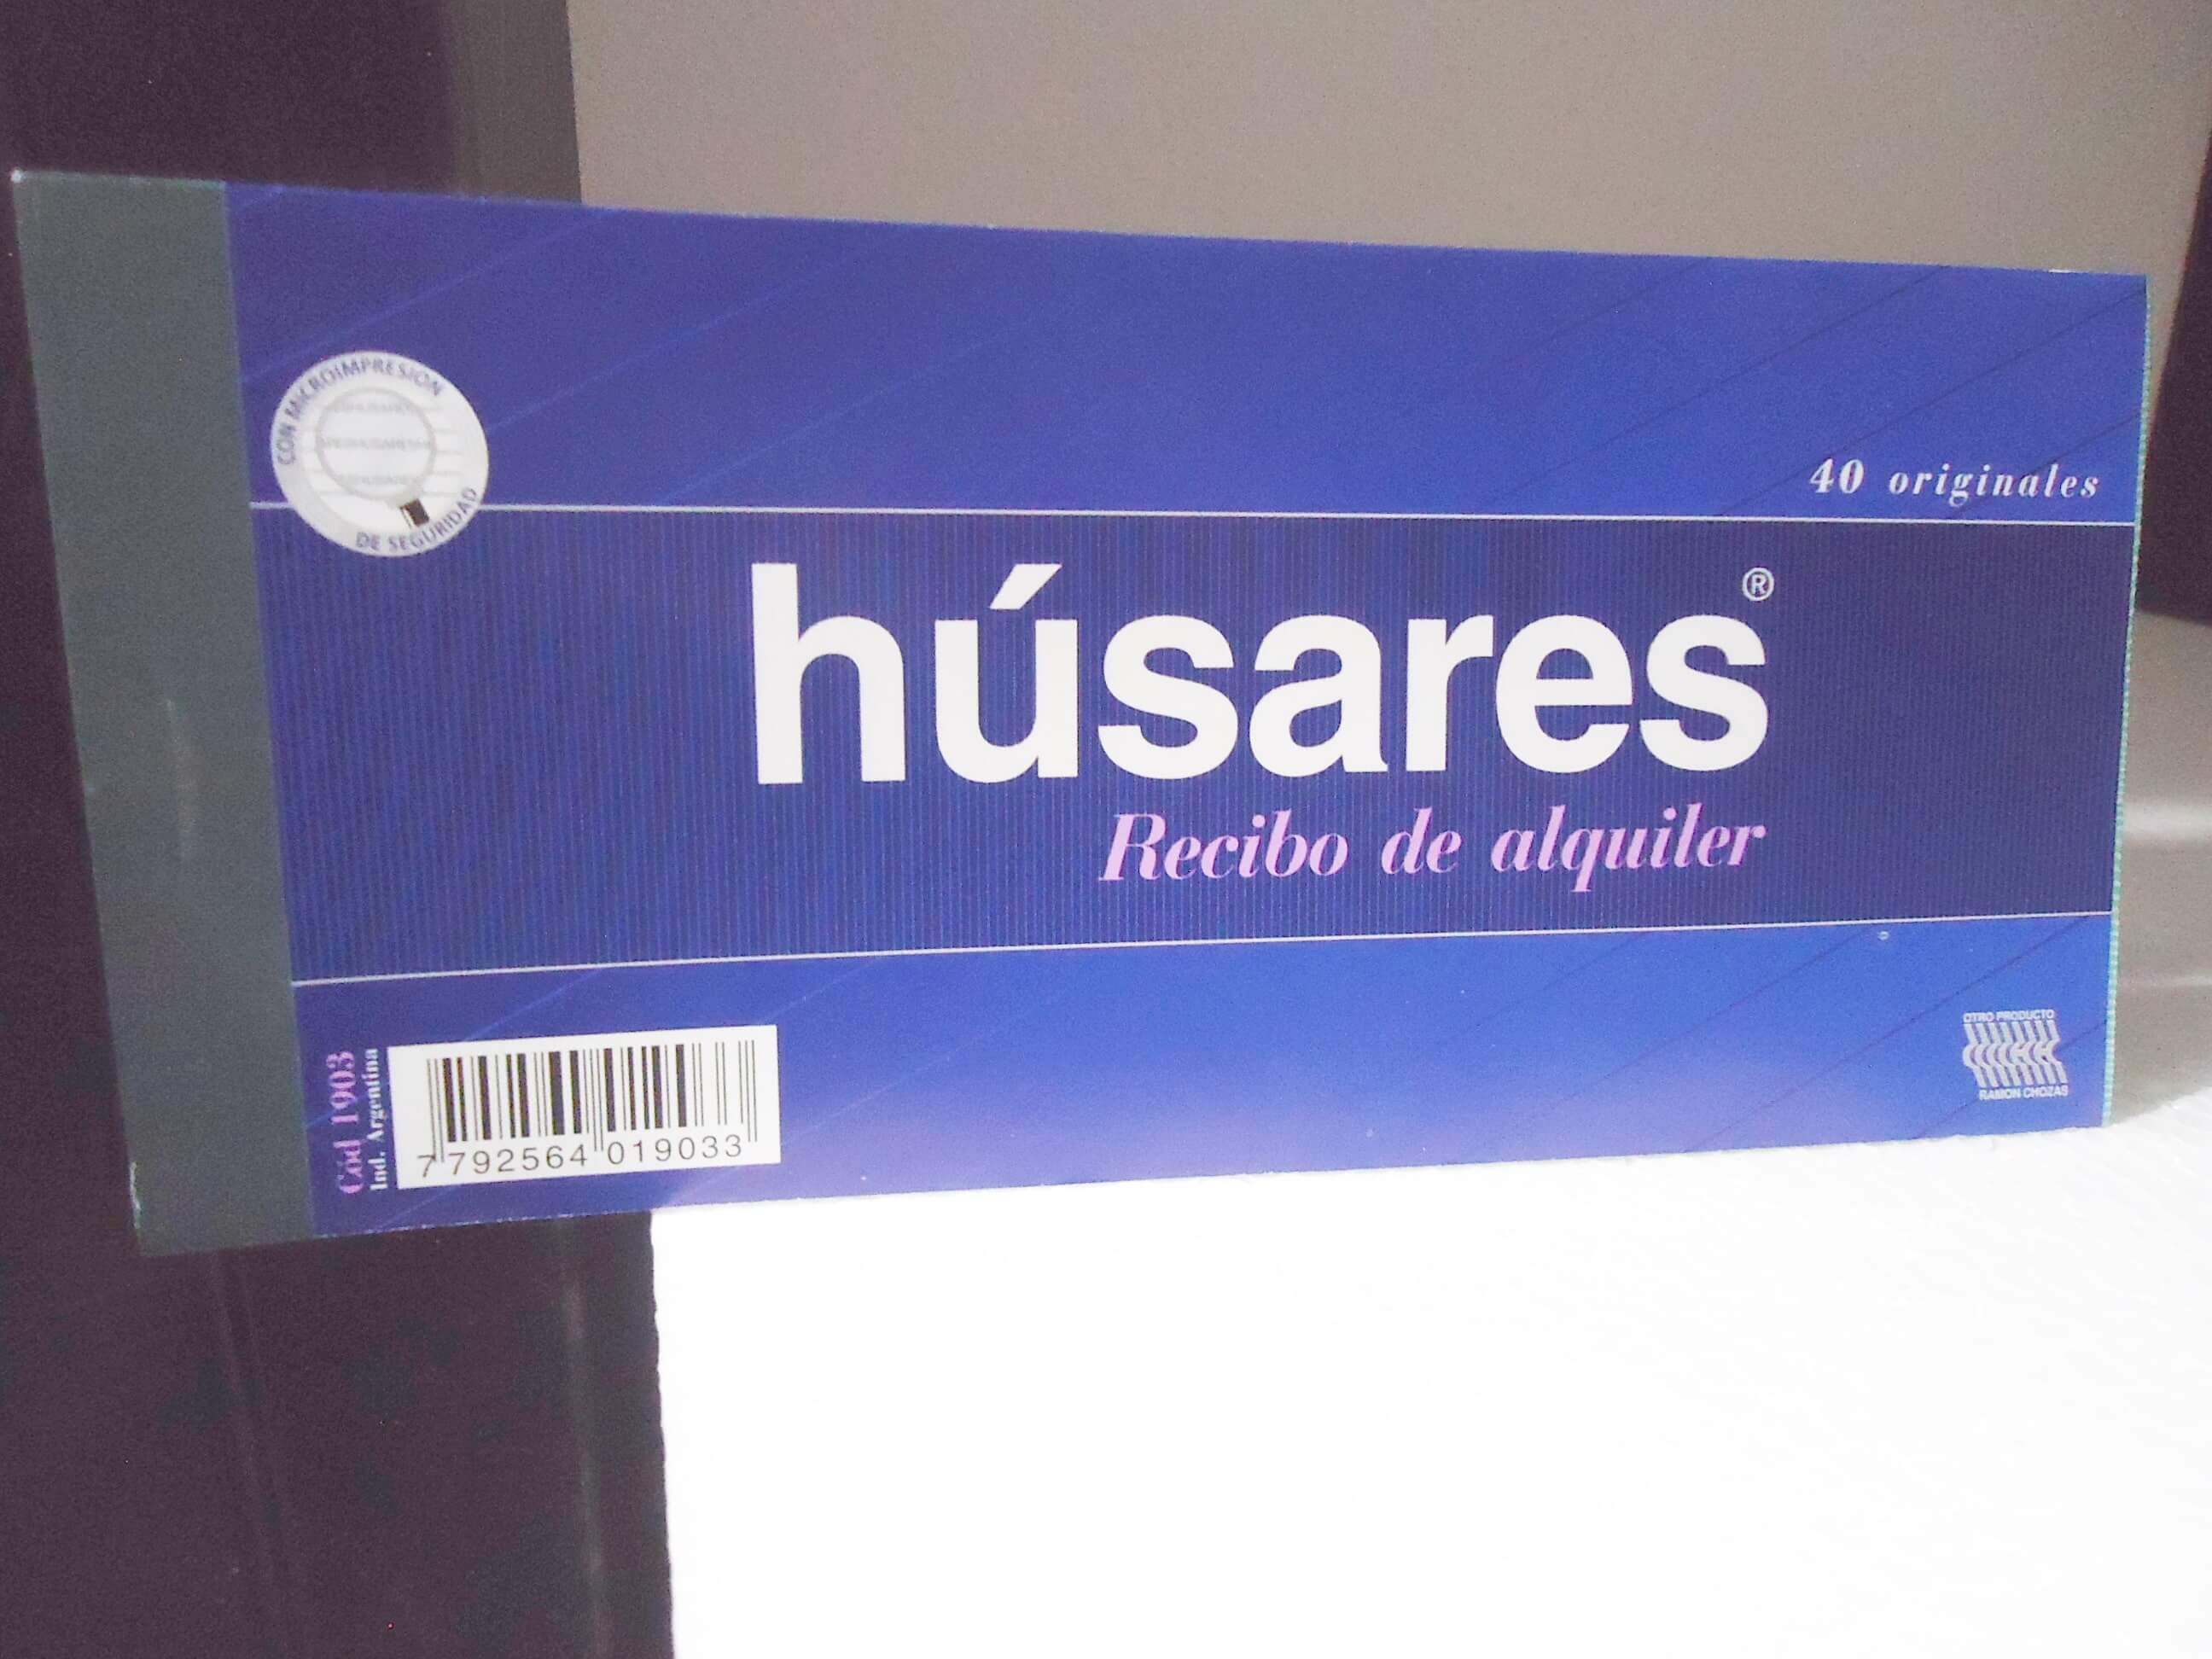 CON MICROIMPRESION
DE SEGURIDAD
40 originales
húsares®
Recibo de alquiler
Cód 1903
Ind. Argentina
7 792564 019033
OTRO PRODUCTO
RAMON CHOZAS